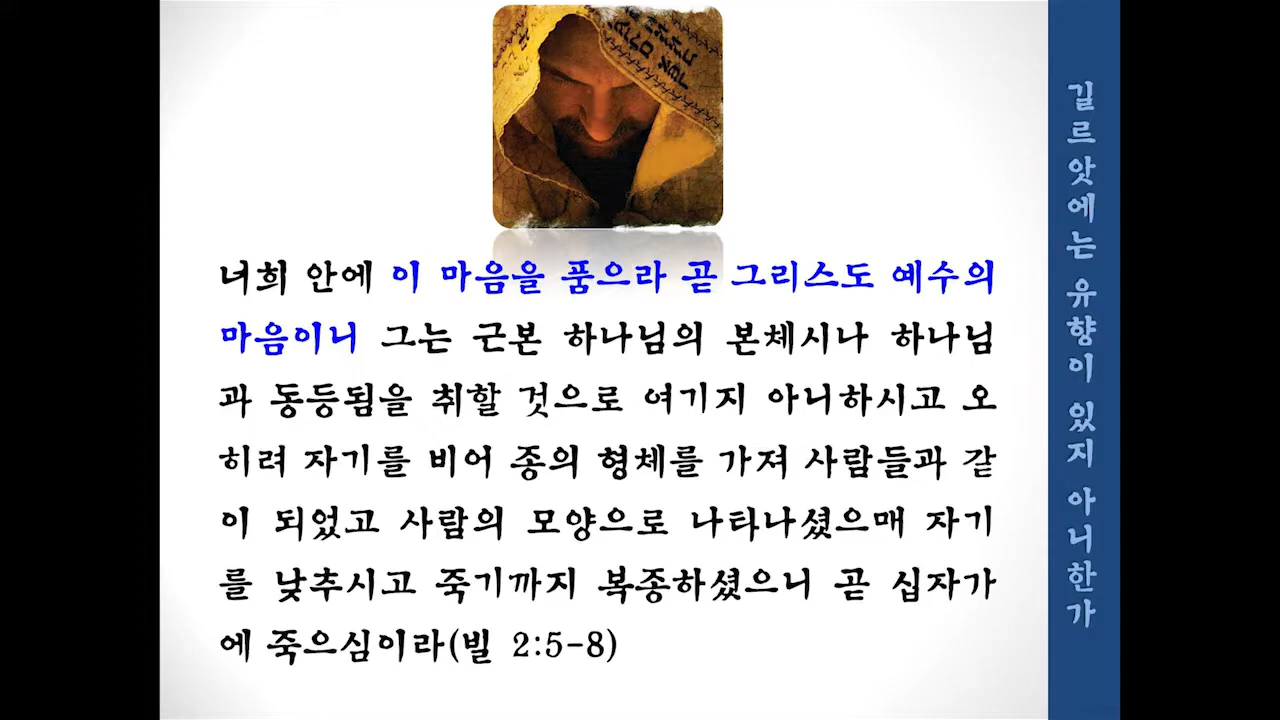 너희 안에 이 마음을 품으라 곧 그리스도 예수의
마음이니 그는 근본 하나님의 본체시나 하나님
과 동등됨을 취할 것으로 여기지 아니하시고 오
히려 자기를 비어 종의 형체를 가져 사람들과 같
이 되었고 사람의 모양으로 나타나셨으매 자기
를 낮추시고 죽기까지 복종하셨으니 곧 십자가
에 죽으심이라(빌 2:5-8)
길르앗에는 유향이 있지 아니한가